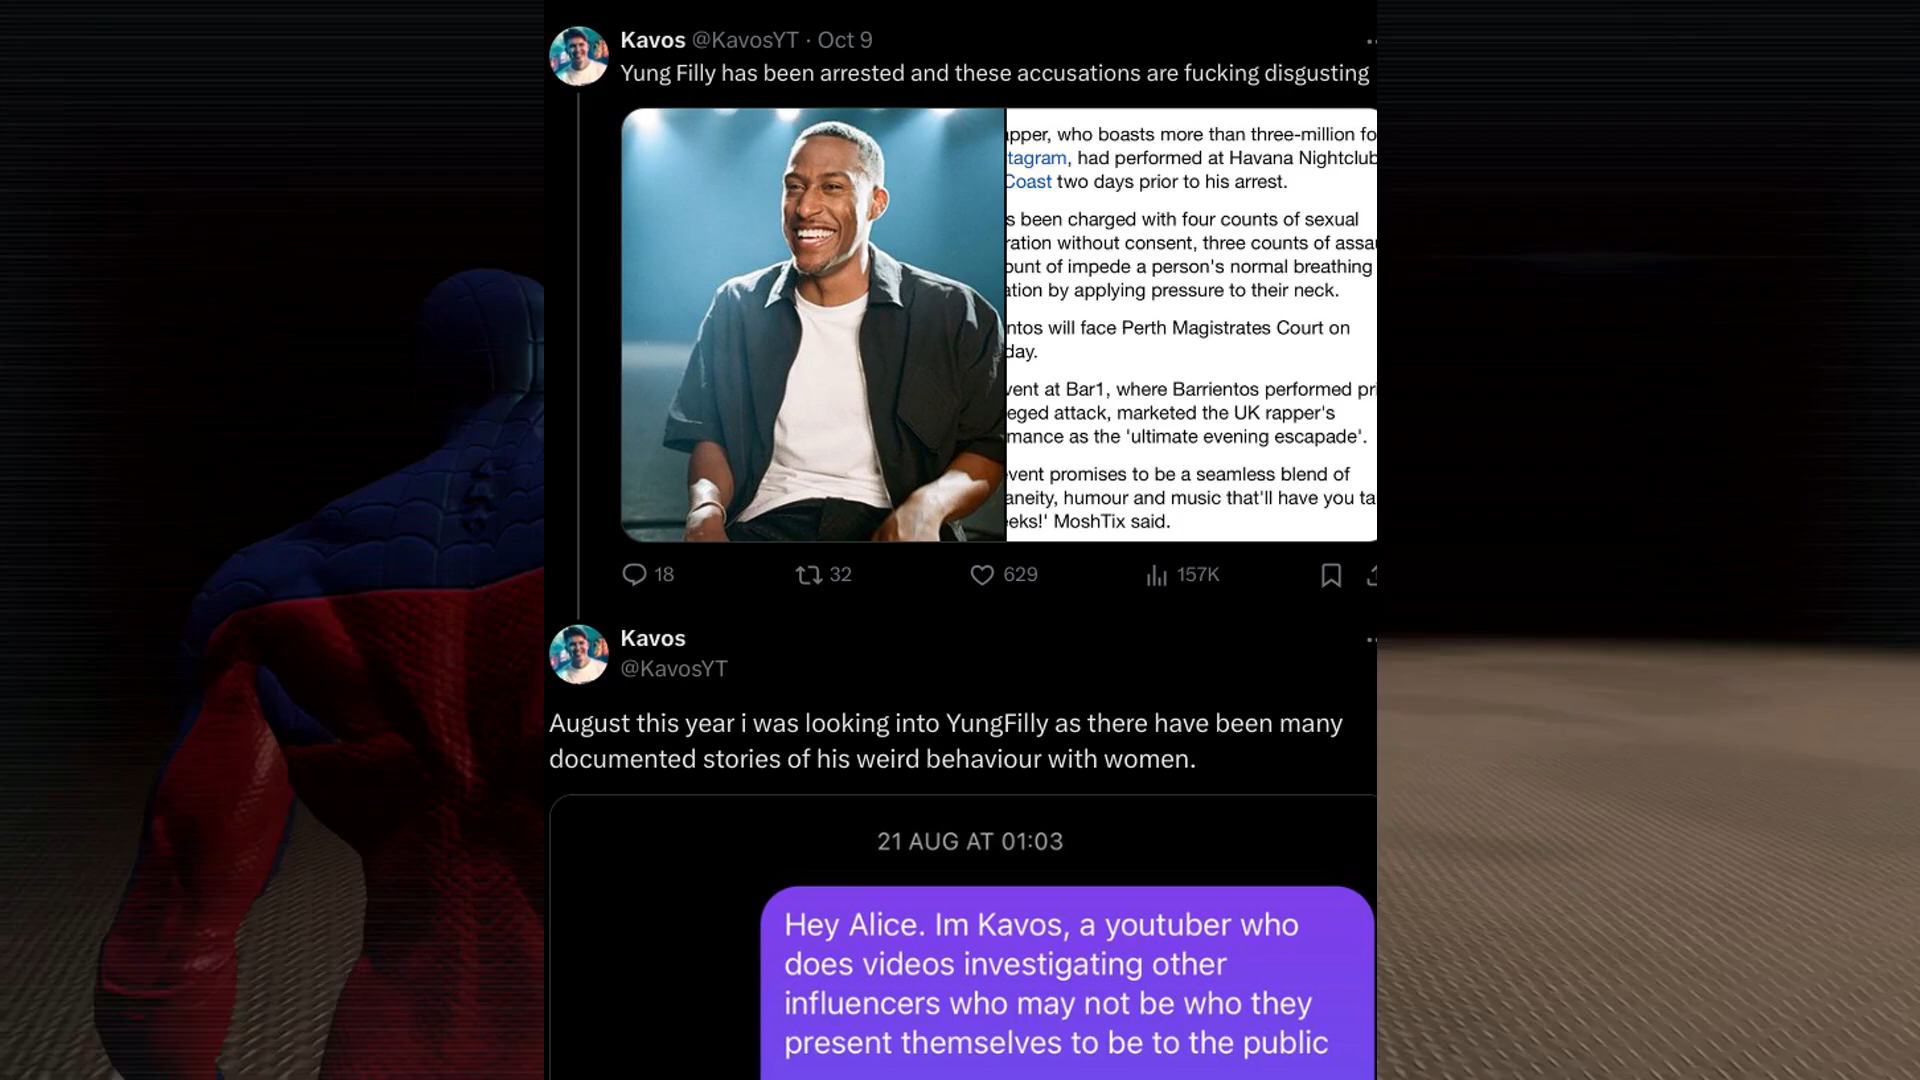 Kavos @KavosYT · Oct 9
Yung Filly has been arrested and these accusations are fucking disgusting
apper, who boasts more than three-million fo
tagram, had performed at Havana Nightclub
Coast two days prior to his arrest.
s been charged with four counts of sexual
ration without consent, three counts of assau
ount of impede a person's normal breathing
ation by applying pressure to their neck.
ntos will face Perth Magistrates Court on
day.
vent at Bar1, where Barrientos performed pri
eged attack, marketed the UK rapper's
mance as the 'ultimate evening escapade'.
event promises to be a seamless blend of
aneity, humour and music that'll have you ta
eeks!' MoshTix said.
18 32 629 157K
Kavos
@KavosYT
August this year i was looking into YungFilly as there have been many
documented stories of his weird behaviour with women.
21 AUG AT 01:03
Hey Alice. Im Kavos, a youtuber who
does videos investigating other
influencers who may not be who they
present themselves to be to the public